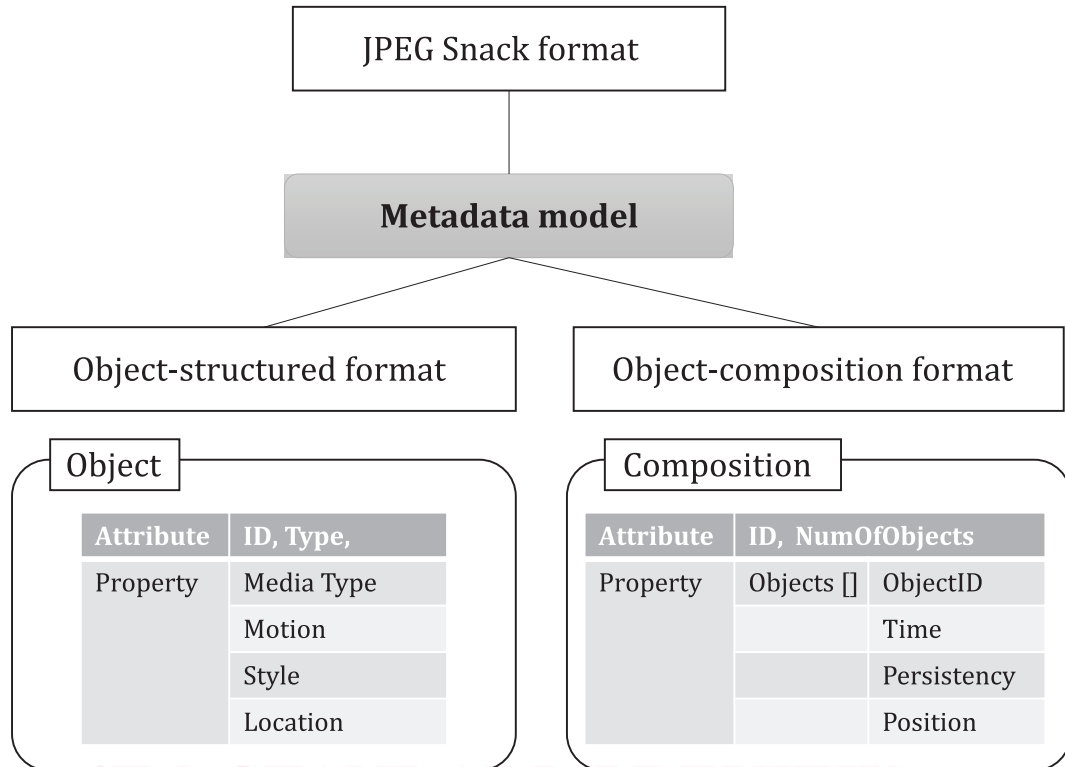 JPEG Snack format
Metadata model
Object-structured format
Object-composition format
Object
Attribute ID, Type,
Property Media Type
Motion
Style
Location
Composition
Attribute ID, NumOfObjects
Property Objects [] ObjectID
Time
Persistency
Position